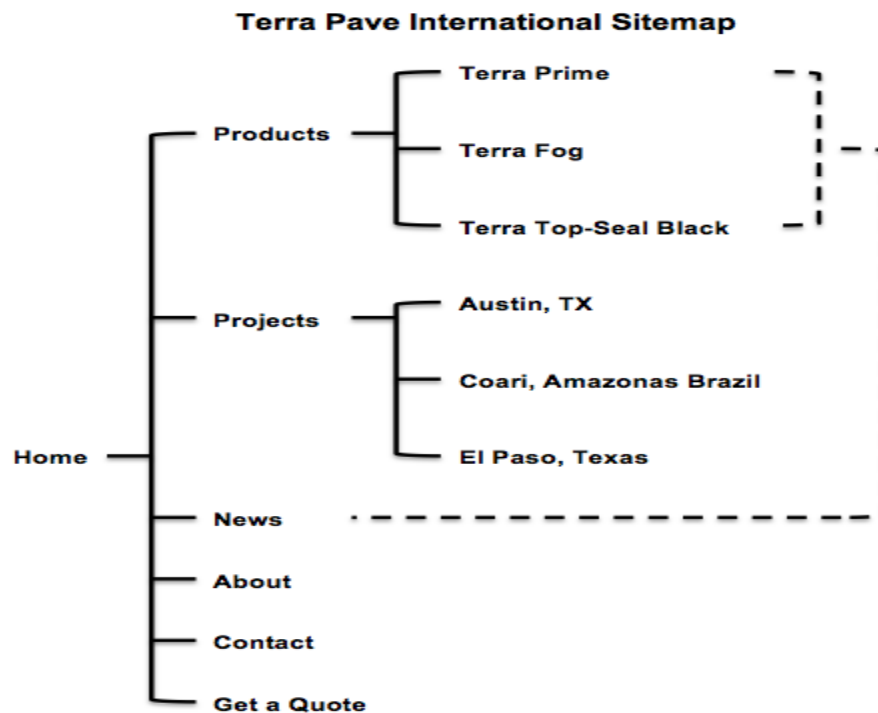 Terra Pave International Sitemap
Terra Prime
Products
Terra Fog
Terra Top-Seal Black
Austin, TX
Projects
Coari, Amazonas Brazil
Home
El Paso, Texas
News
About
Contact
Get a Quote